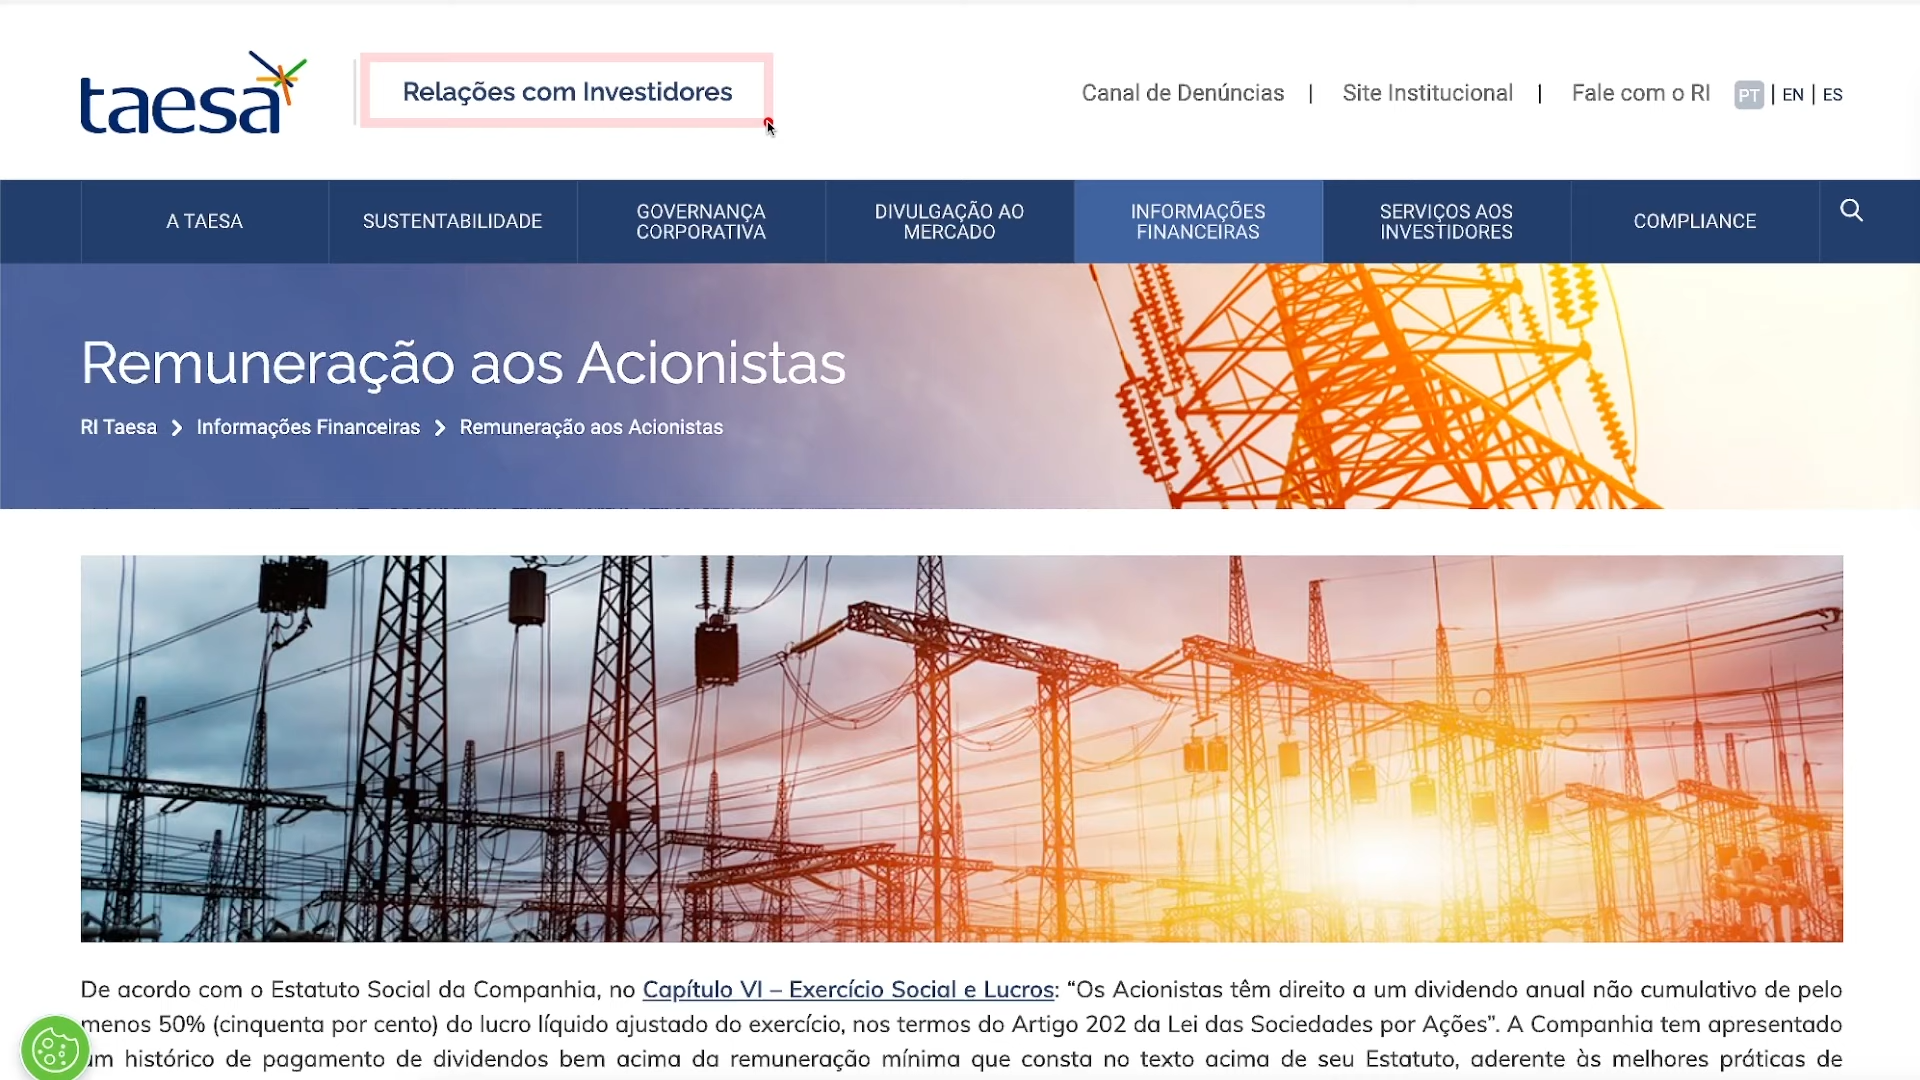 taesa
Relações com Investidores
Canal de Denúncias | Site Institucional | Fale com o RI PT | EN | ES
A TAESA
SUSTENTABILIDADE
GOVERNANÇA
CORPORATIVA
DIVULGAÇÃO AO
MERCADO
INFORMAÇÕES
FINANCEIRAS
SERVIÇOS AOS
INVESTIDORES
COMPLIANCE
Remuneração aos Acionistas
RI Taesa > Informações Financeiras > Remuneração aos Acionistas
De acordo com o Estatuto Social da Companhia, no Capítulo VI – Exercício Social e Lucros: “Os Acionistas têm direito a um dividendo anual não cumulativo de pelo
menos 50% (cinquenta por cento) do lucro líquido ajustado do exercício, nos termos do Artigo 202 da Lei das Sociedades por Ações”. A Companhia tem apresentado
um histórico de pagamento de dividendos bem acima da remuneração mínima que consta no texto acima de seu Estatuto, aderente às melhores práticas de